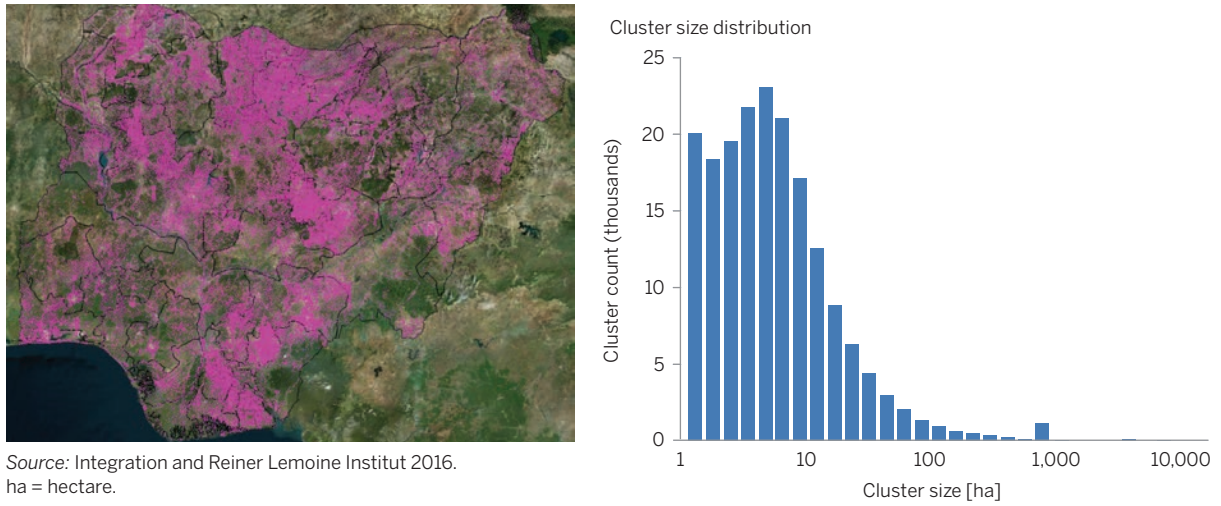 Source: Integration and Reiner Lemoine Institut 2016.
ha = hectare.
Cluster size distribution
Cluster count (thousands)
25
20
15
10
5
0
1 10 100 1,000 10,000
Cluster size [ha]